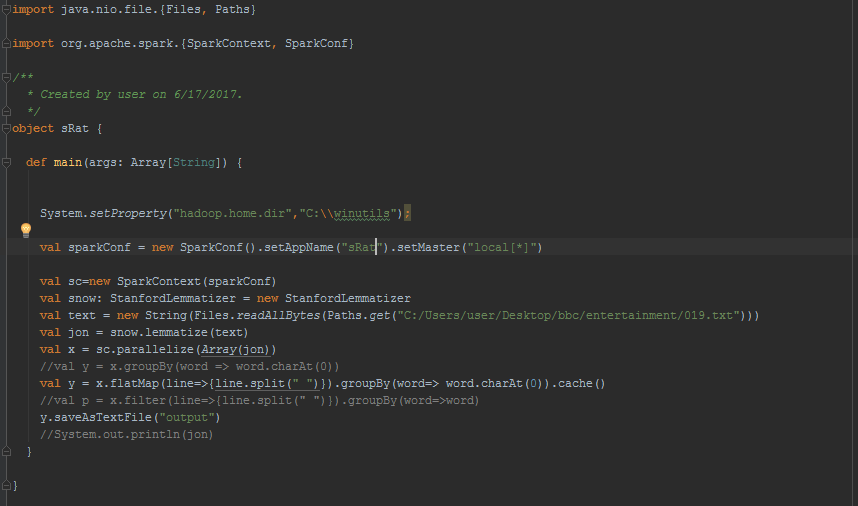 import java.nio.file.{Files, Paths}
import org.apache.spark.{SparkContext, SparkConf}
/**
* Created by user on 6/17/2017.
*/
object sRat {
def main(args: Array[String]) {
System.setProperty("hadoop.home.dir","C:\\winutils");
val sparkConf = new SparkConf().setAppName("sRat").setMaster("local[*]")
val sc=new SparkContext(sparkConf)
val snow: StanfordLemmatizer = new StanfordLemmatizer
val text = new String(Files.readAllBytes(Paths.get("C:/Users/user/Desktop/bbc/entertainment/019.txt")))
val jon = snow.lemmatize(text)
val x = sc.parallelize(Array(jon))
//val y = x.groupBy(word => word.charAt(0))
val y = x.flatMap(line=>{line.split(" ")}).groupBy(word=> word.charAt(0)).cache()
//val p = x.filter(line=>{line.split(" ")}).groupBy(word=>word)
y.saveAsTextFile("output")
//System.out.println(jon)
}
}